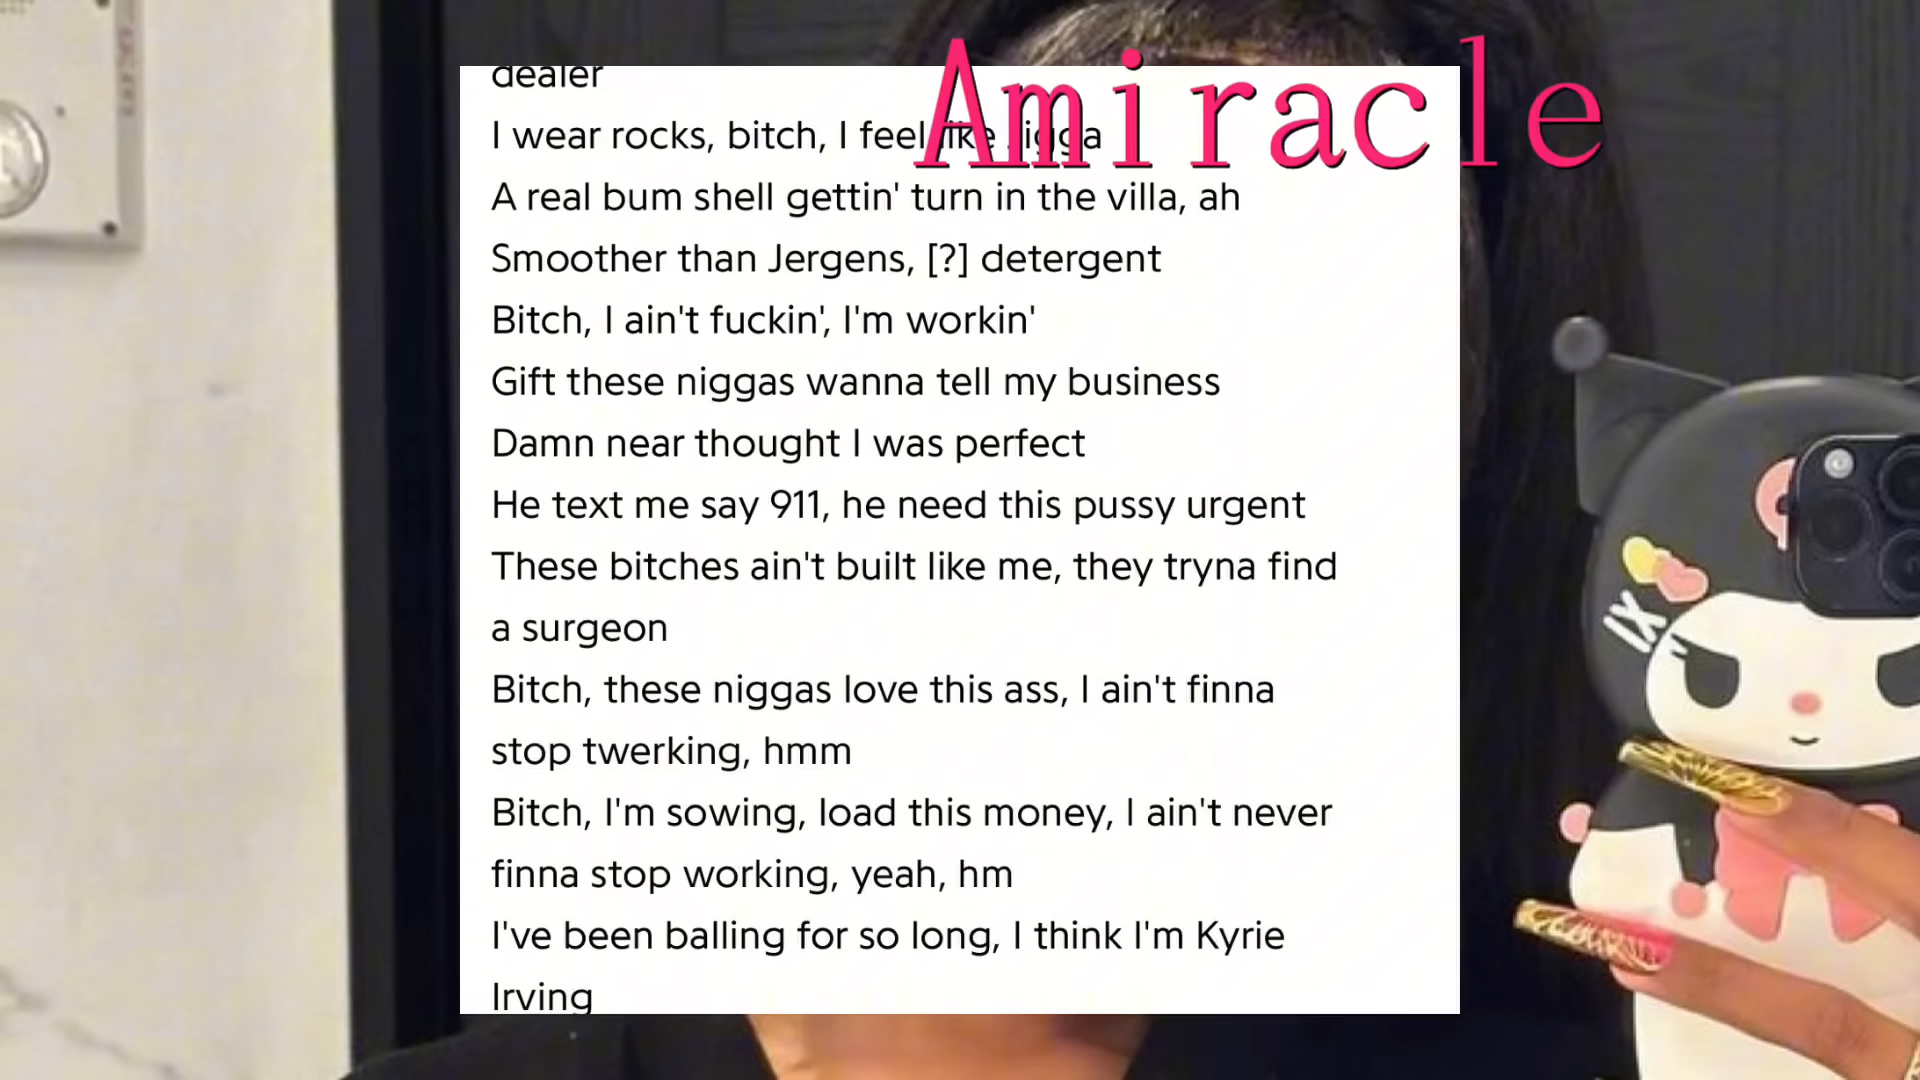 Amiracle
dealer
I wear rocks, bitch, I feel like
A real bum shell gettin' turn in the villa, ah
Smoother than Jergens, [?] detergent
Bitch, I ain't fuckin', I'm workin'
Gift these niggas wanna tell my business
Damn near thought I was perfect
He text me say 911, he need this pussy urgent
These bitches ain't built like me, they tryna find
a surgeon
Bitch, these niggas love this ass, I ain't finna
stop twerking, hmm
Bitch, I'm sowing, load this money, I ain't never
finna stop working, yeah, hm
I've been balling for so long, I think I'm Kyrie
Irving